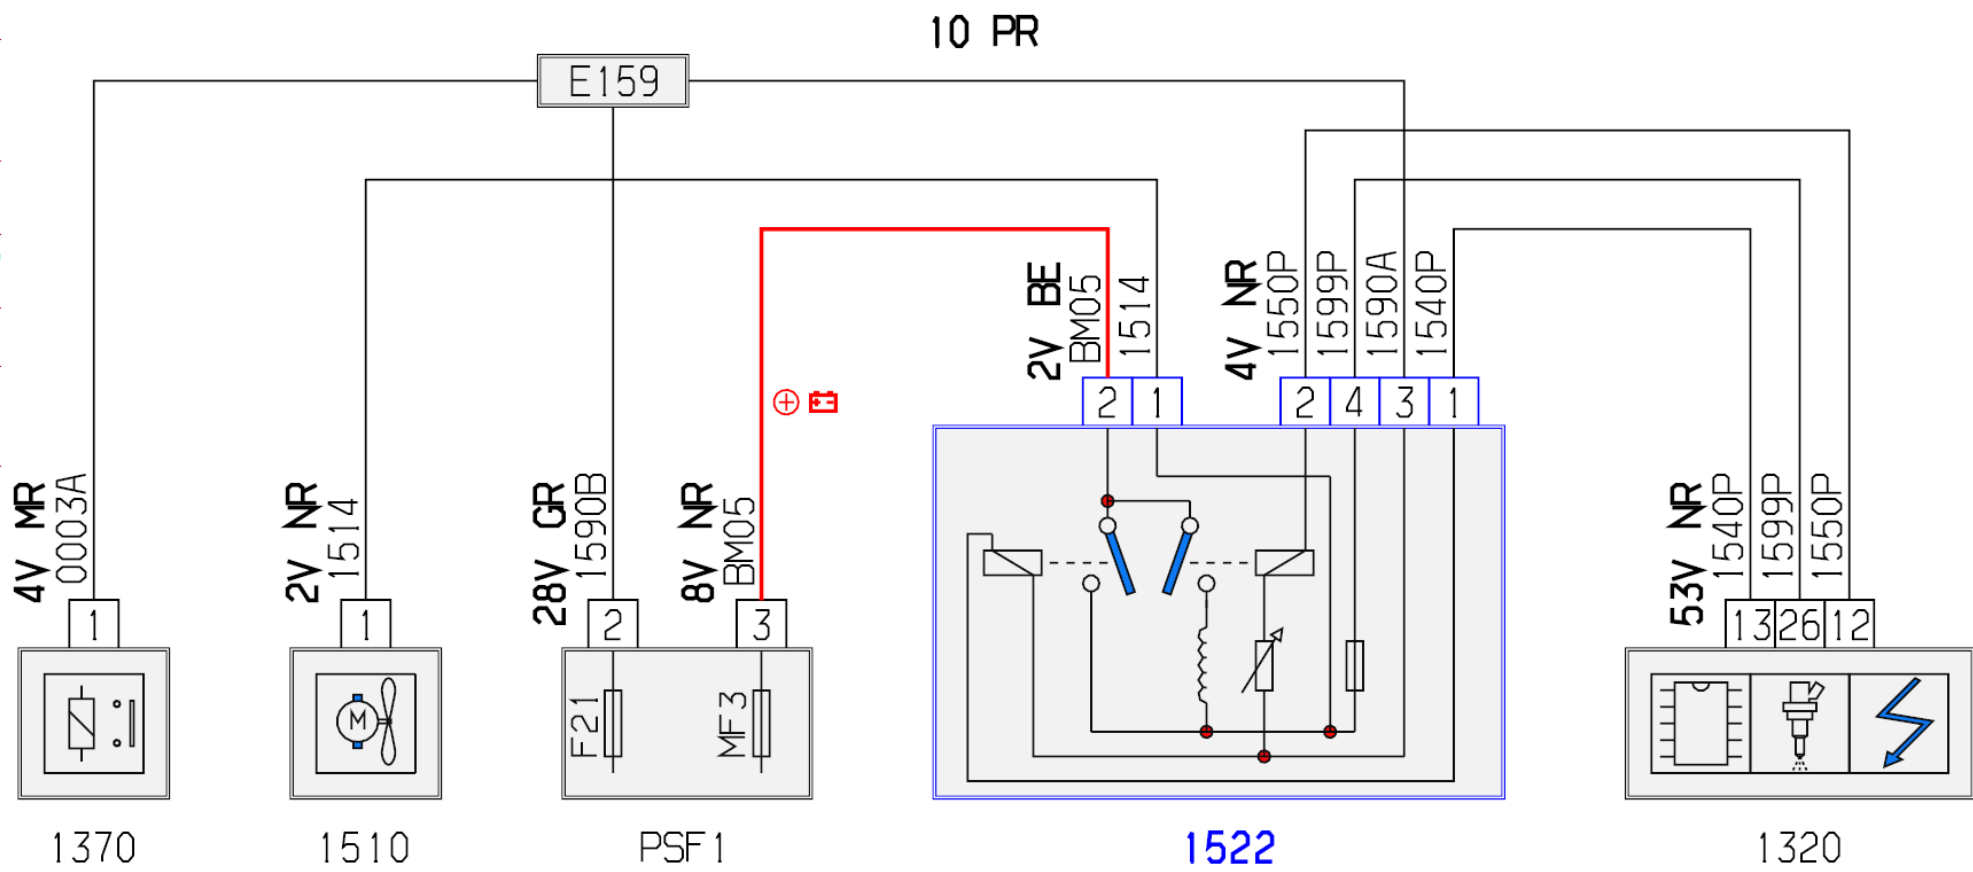 10 PR
E159
2V BE
BM05
1514
4V NR
1550P
1599P
1590A
1540P
2 1
2 4 3 1
4V MR
0003A
2V NR
1514
28V GR
1590B
8V NR
BM05
53V NR
1540P
1599P
1550P
1
1
2
3
13 26 12
M
F21
MF3
1370
1510
PSF1
1522
1320